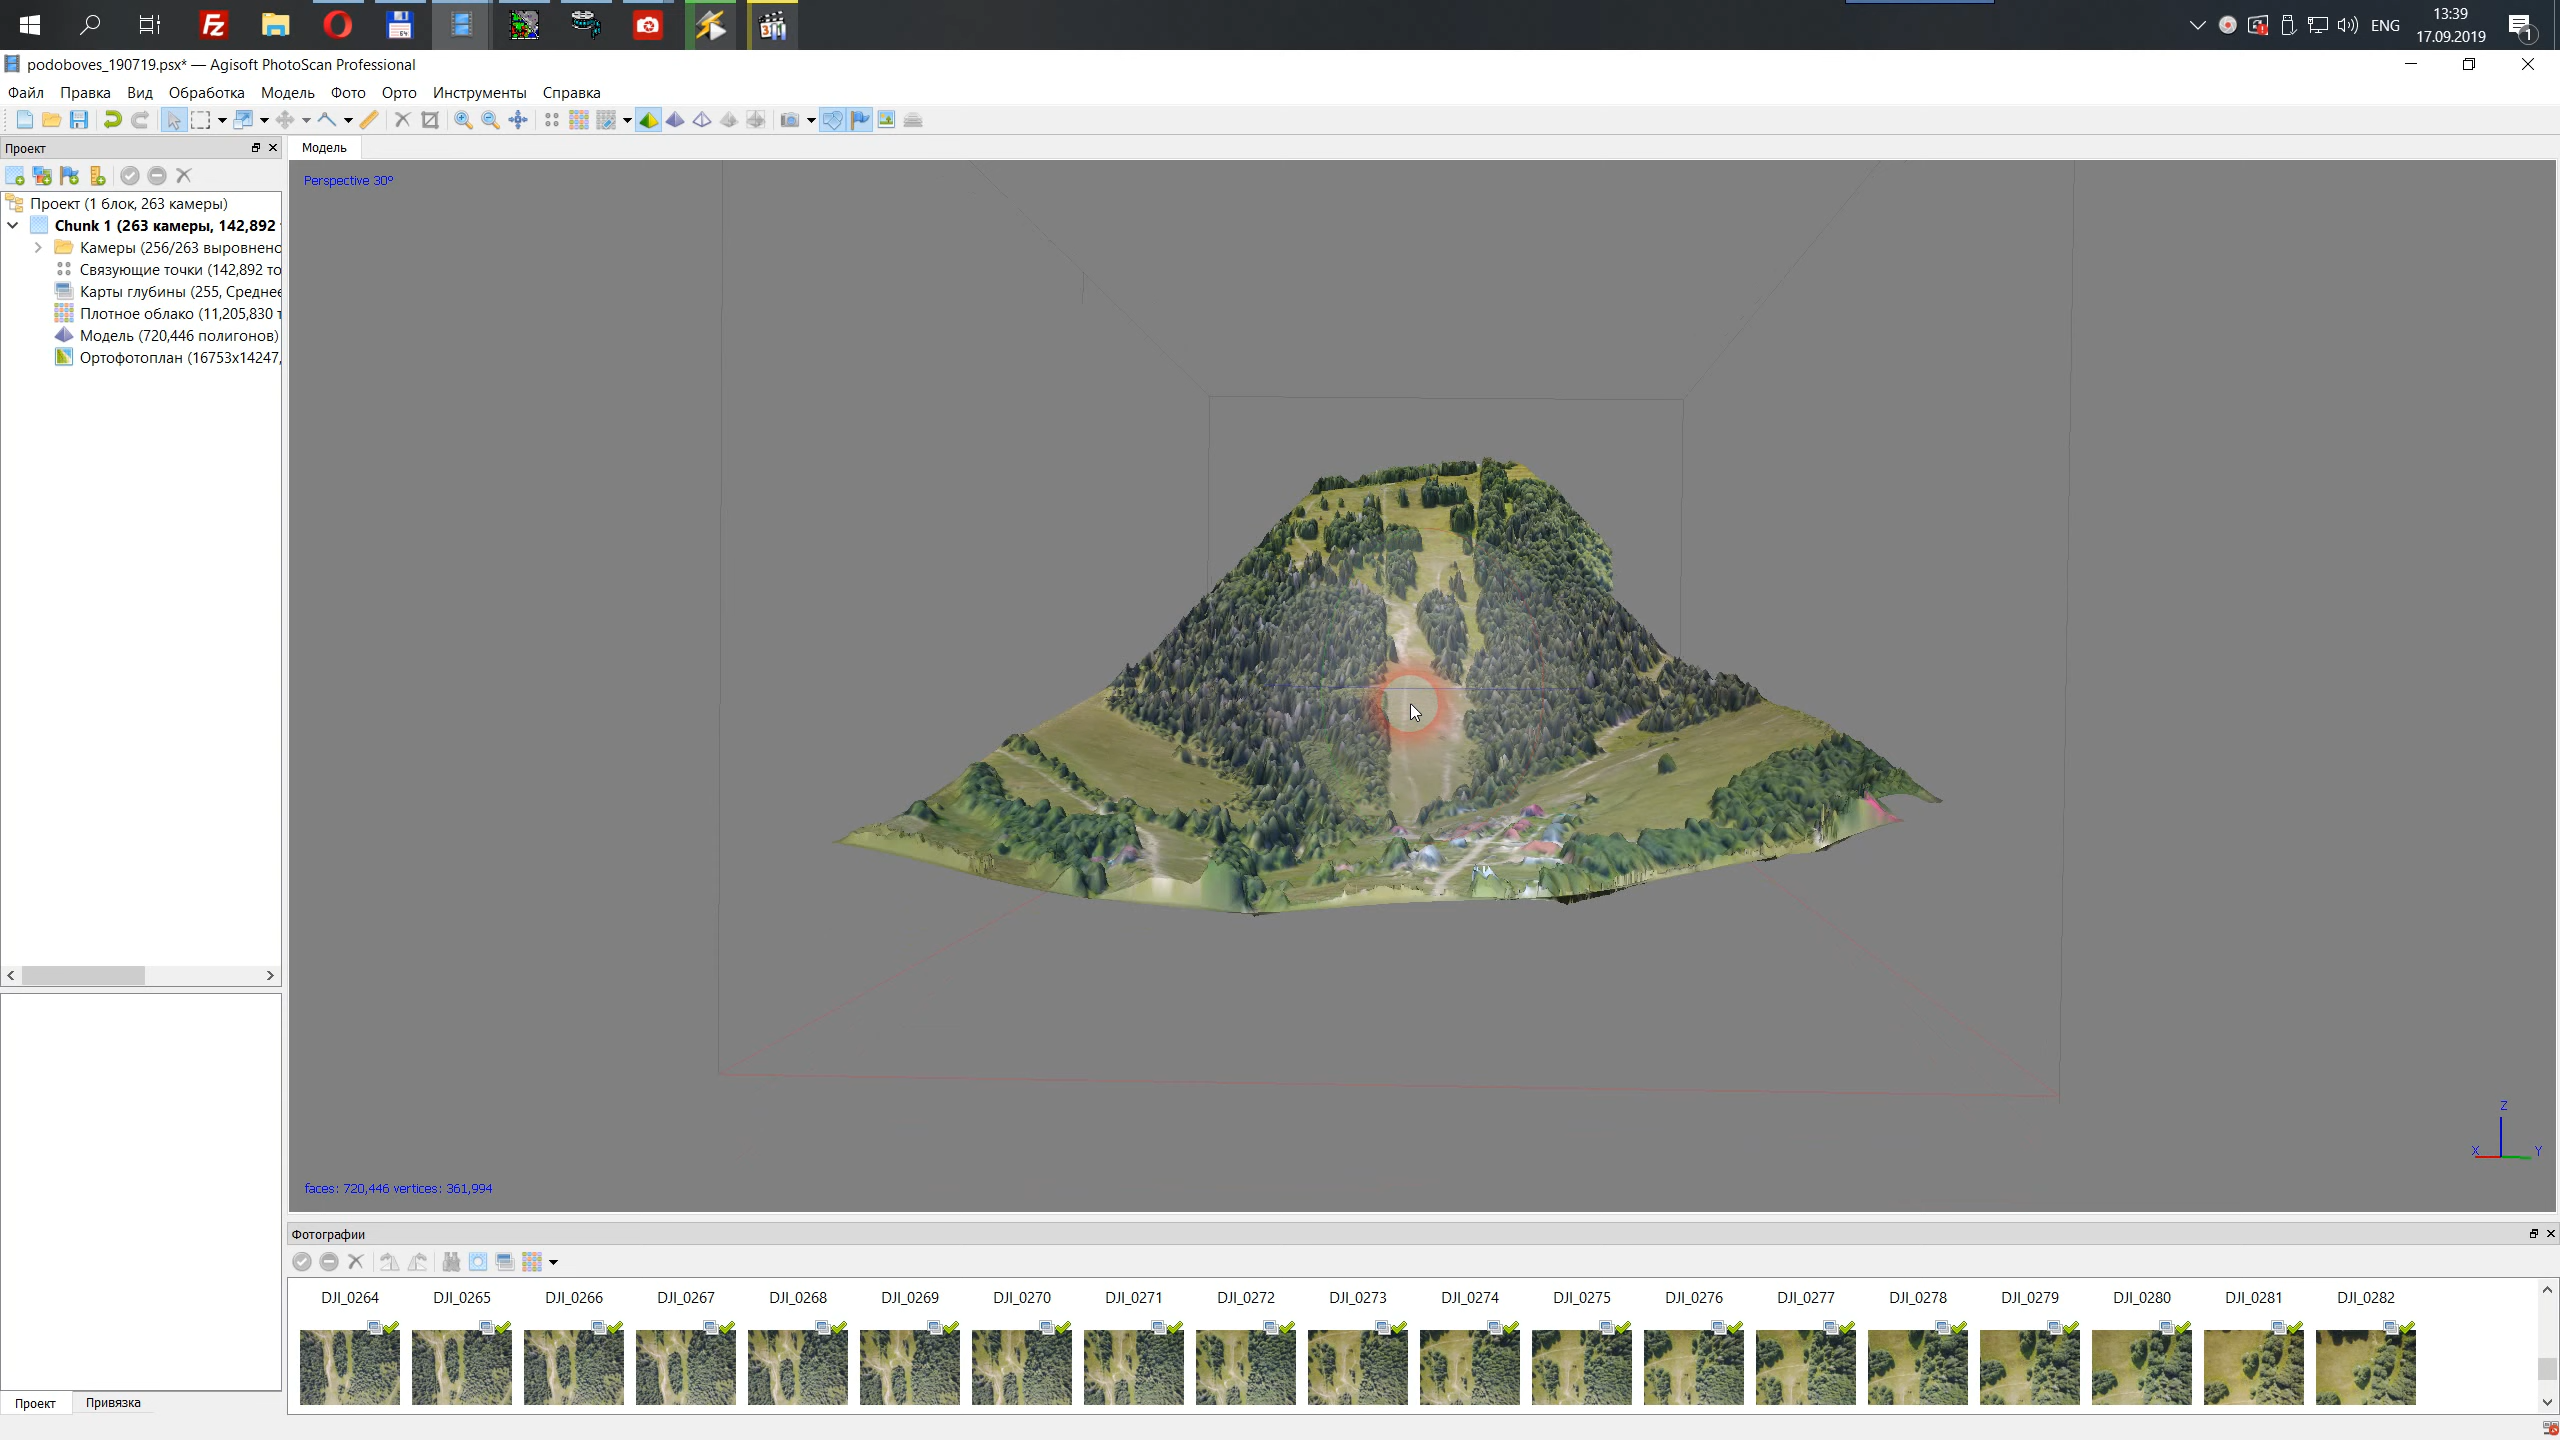 13:39
ENG
17.09.2019
1
podoboves_190719.psx* — Agisoft PhotoScan Professional
Файл Правка Вид Обработка Модель Фото Орто Инструменты Справка
Проект
Модель
Perspective 30°
Проект (1 блок, 263 камеры)
Chunk 1 (263 камеры, 142,892
Камеры (256/263 выровнено
Связующие точки (142,892 то
Карты глубины (255, Среднее
Плотное облако (11,205,830 т
Модель (720,446 полигонов)
Ортофотоплан (16753x14247,
Z
X Y
faces: 720,446 vertices: 361,994
Фотографии
DJI_0264 DJI_0265 DJI_0266 DJI_0267 DJI_0268 DJI_0269 DJI_0270 DJI_0271 DJI_0272 DJI_0273 DJI_0274 DJI_0275 DJI_0276 DJI_0277 DJI_0278 DJI_0279 DJI_0280 DJI_0281 DJI_0282
Проект Привязка